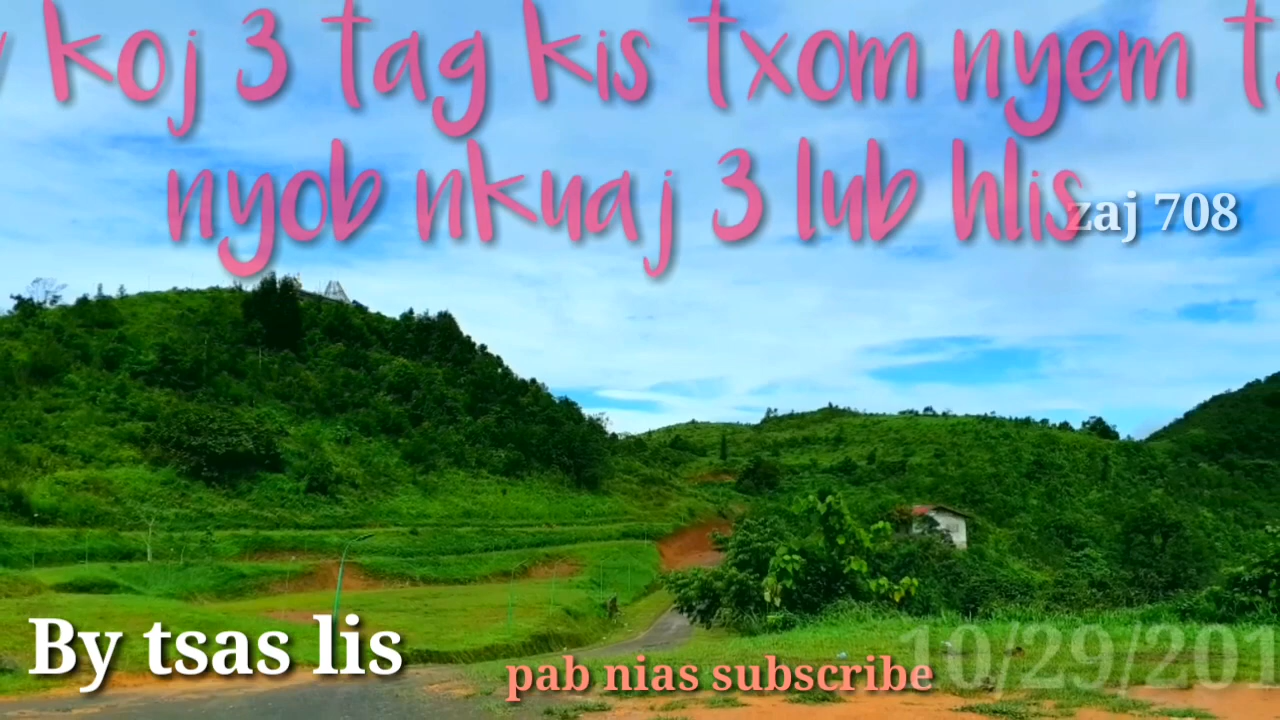 koj 3 tag kis txom nyem
nyob nkuaj 3 lub hlis
zaj 708
By tsas lis
pab nias subscribe
10/29/201